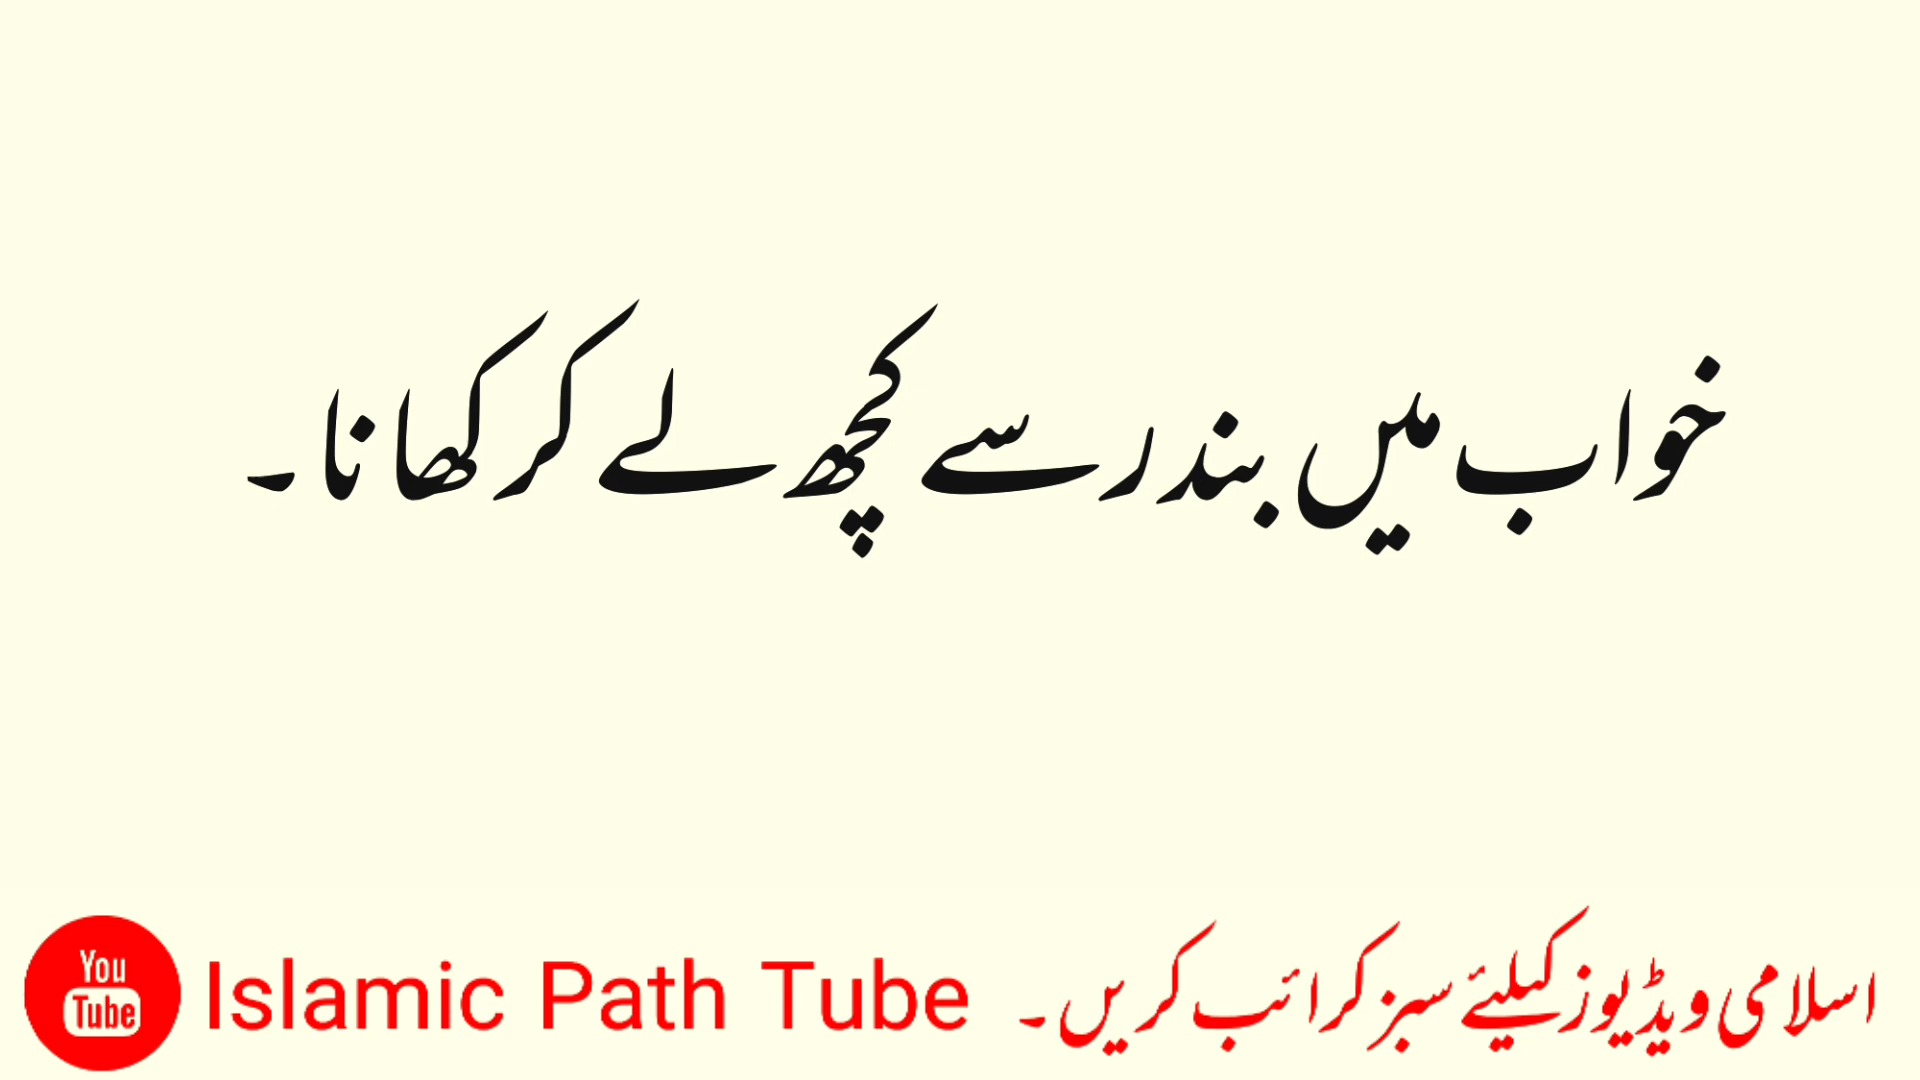 خواب میں بندر سے کچھ لے کر کھانا۔
You
Tube
Islamic Path Tube
اسلامی ویڈیوز کیلئے سبزکرائب کریں۔